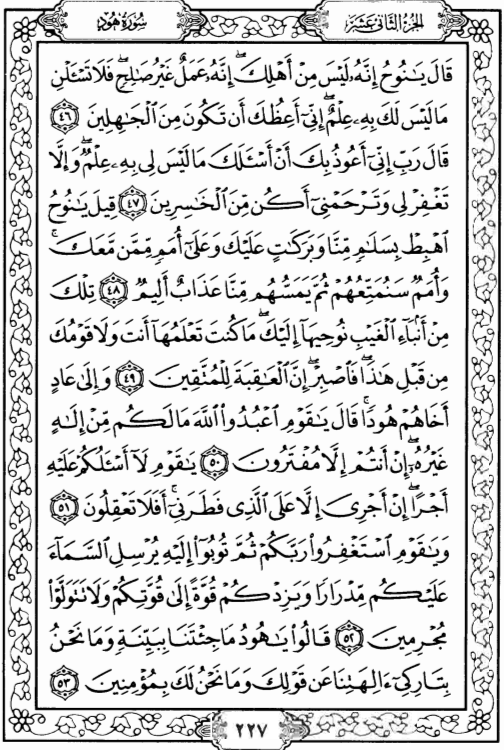 الجزء الثاني عشر
سورة هود
قَالَ يَٰنُوحُ إِنَّهُۥ لَيْسَ مِنْ أَهْلِكَ ۖ إِنَّهُۥ عَمَلٌ غَيْرُ صَٰلِحٍ ۖ فَلَا تَسْـَٔلْنِ
مَا لَيْسَ لَكَ بِهِۦ عِلْمٌ ۖ إِنِّىٓ أَعِظُكَ أَن تَكُونَ مِنَ ٱلْجَٰهِلِينَ ٤٦
قَالَ رَبِّ إِنِّىٓ أَعُوذُ بِكَ أَنْ أَسْـَٔلَكَ مَا لَيْسَ لِى بِهِۦ عِلْمٌ ۖ وَإِلَّا
تَغْفِرْ لِى وَتَرْحَمْنِىٓ أَكُن مِّنَ ٱلْخَٰسِرِينَ ٤٧ قِيلَ يَٰنُوحُ
ٱهْبِطْ بِسَلَٰمٍ مِّنَّا وَبَرَكَٰتٍ عَلَيْكَ وَعَلَىٰٓ أُمَمٍ مِّمَّن مَّعَكَ ۚ
وَأُمَمٌ سَنُمَتِّعُهُمْ ثُمَّ يَمَسُّهُم مِّنَّا عَذَابٌ أَلِيمٌ ٤٨ تِلْكَ
مِنْ أَنۢبَآءِ ٱلْغَيْبِ نُوحِيهَآ إِلَيْكَ ۖ مَا كُنتَ تَعْلَمُهَآ أَنتَ وَلَا قَوْمُكَ
مِن قَبْلِ هَٰذَا ۖ فَٱصْبِرْ ۖ إِنَّ ٱلْعَٰقِبَةَ لِلْمُتَّقِينَ ٤٩ وَإِلَىٰ عَادٍ
أَخَاهُمْ هُودًا ۚ قَالَ يَٰقَوْمِ ٱعْبُدُوا۟ ٱللَّهَ مَا لَكُم مِّنْ إِلَٰهٍ
غَيْرُهُۥٓ ۖ إِنْ أَنتُمْ إِلَّا مُفْتَرُونَ ٥٠ يَٰقَوْمِ لَآ أَسْـَٔلُكُمْ عَلَيْهِ
أَجْرًا ۖ إِنْ أَجْرِىَ إِلَّا عَلَى ٱلَّذِى فَطَرَنِىٓ ۚ أَفَلَا تَعْقِلُونَ ٥١
وَيَٰقَوْمِ ٱسْتَغْفِرُوا۟ رَبَّكُمْ ثُمَّ تُوبُوٓا۟ إِلَيْهِ يُرْسِلِ ٱلسَّمَآءَ
عَلَيْكُم مِّدْرَارًا وَيَزِدْكُمْ قُوَّةً إِلَىٰ قُوَّتِكُمْ وَلَا تَتَوَلَّوْا۟
مُجْرِمِينَ ٥٢ قَالُوا۟ يَٰهُودُ مَا جِئْتَنَا بِبَيِّنَةٍ وَمَا نَحْنُ
بِتَارِكِىٓ ءَالِهَتِنَا عَن قَوْلِكَ وَمَا نَحْنُ لَكَ بِمُؤْمِنِينَ ٥٣
٢٢٧